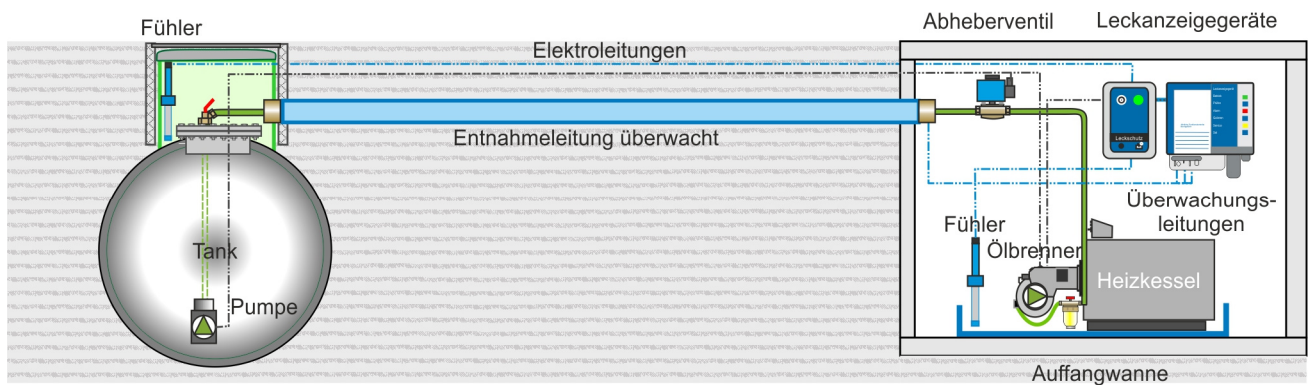 Fühler
Abheberventil
Leckanzeigegeräte
Elektroleitungen
Entnahmeleitung überwacht
Leckschutz
Überwachungs-
leitungen
Fühler
Ölbrenner
Heizkessel
Tank
Pumpe
Auffangwanne